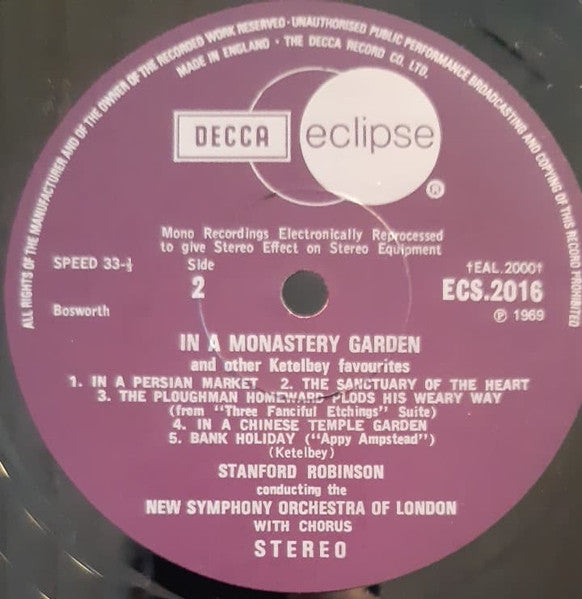 ALL RIGHTS OF THE MANUFACTURER AND OF THE OWNER OF THE RECORDED WORK RESERVED · UNAUTHORISED PUBLIC PERFORMANCE BROADCASTING AND COPYING OF THIS RECORD PROHIBITED
MADE IN ENGLAND · THE DECCA RECORD CO. LTD.
DECCA eclipse ®
Mono Recordings Electronically Reprocessed
to give Stereo Effect on Stereo Equipment
SPEED 33-⅓ Side †EAL.2000†
2 ECS.2016
Bosworth ℗ 1969
IN A MONASTERY GARDEN
and other Ketelbey favourites
1. IN A PERSIAN MARKET 2. THE SANCTUARY OF THE HEART
3. THE PLOUGHMAN HOMEWARD PLODS HIS WEARY WAY
(from "Three Fanciful Etchings" Suite)
4. IN A CHINESE TEMPLE GARDEN
5. BANK HOLIDAY ("Appy Ampstead")
(Ketelbey)
STANFORD ROBINSON
conducting the
NEW SYMPHONY ORCHESTRA OF LONDON
WITH CHORUS
STEREO